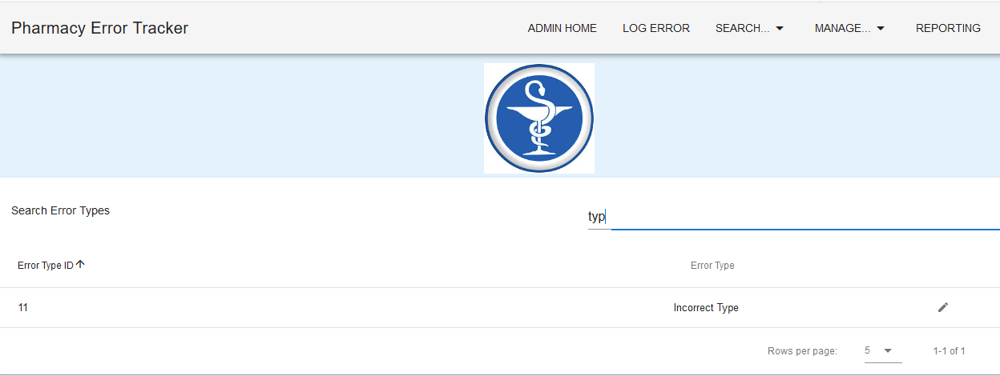 Pharmacy Error Tracker ADMIN HOME LOG ERROR SEARCH... MANAGE... REPORTING
Search Error Types typ
Error Type ID Error Type
11 Incorrect Type
Rows per page: 5 1-1 of 1